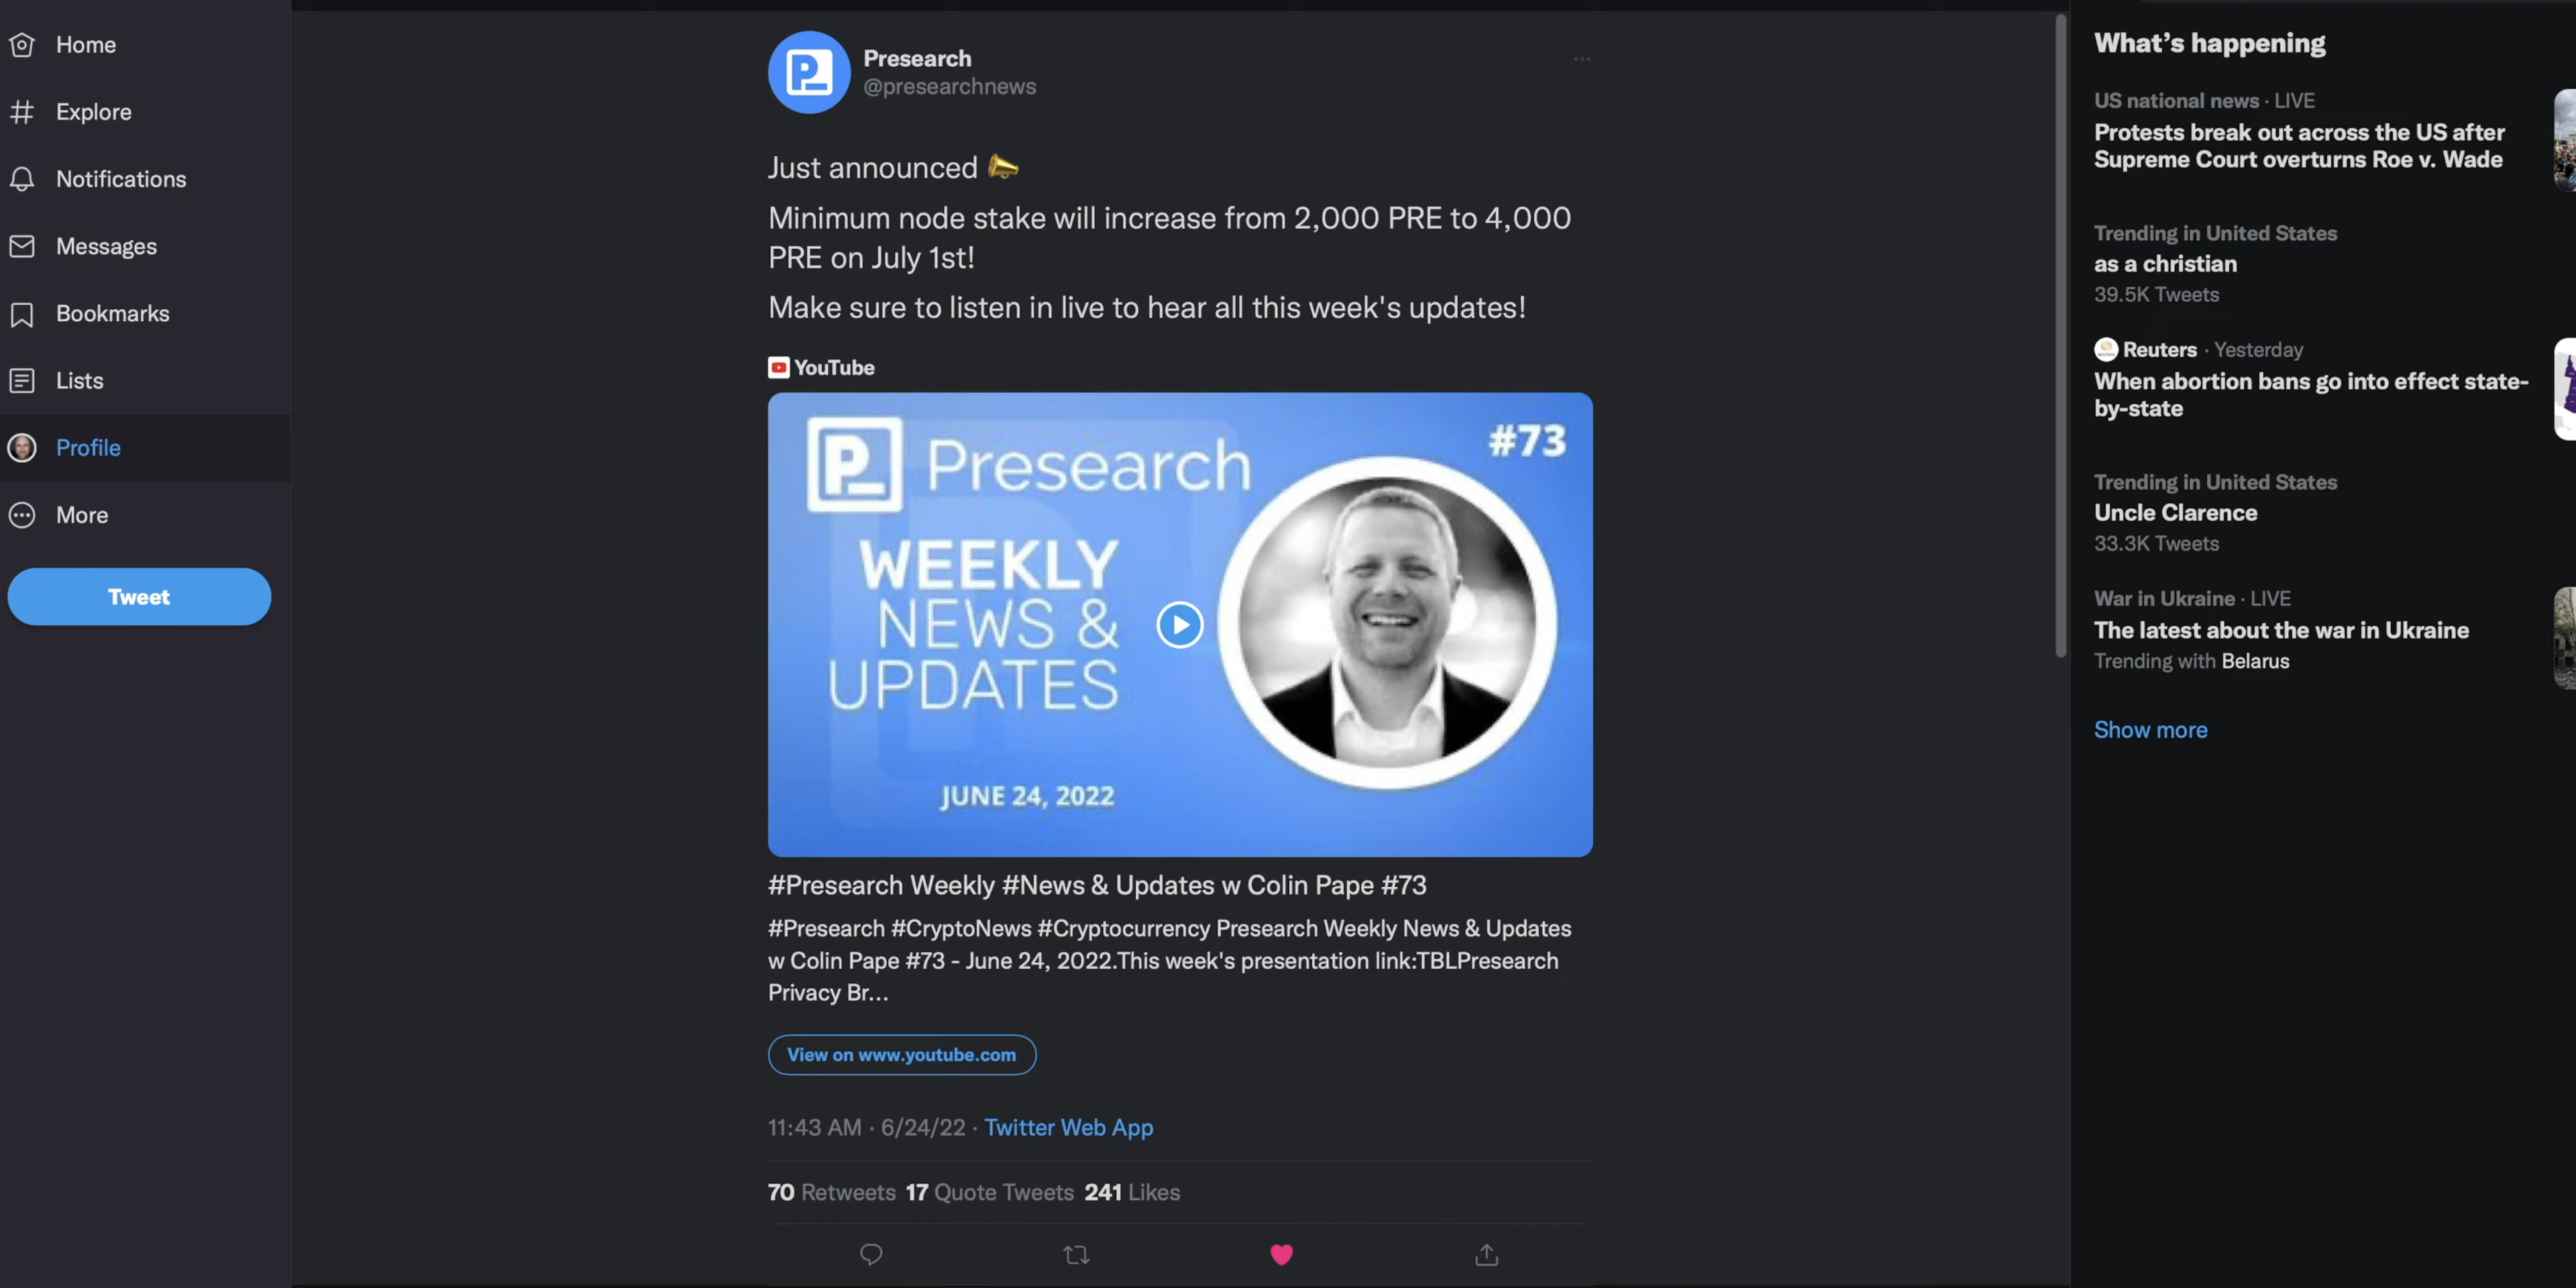 Home
Explore
Notifications
Messages
Bookmarks
Lists
Profile
More
Tweet
Presearch
@presearchnews
Just announced
Minimum node stake will increase from 2,000 PRE to 4,000
PRE on July 1st!
Make sure to listen in live to hear all this week's updates!
YouTube
P_ Presearch
#73
WEEKLY
NEWS &
UPDATES
JUNE 24, 2022
#Presearch Weekly #News & Updates w Colin Pape #73
#Presearch #CryptoNews #Cryptocurrency Presearch Weekly News & Updates
w Colin Pape #73 - June 24, 2022.This week's presentation link:TBLPresearch
Privacy Br...
View on www.youtube.com
11:43 AM · 6/24/22 · Twitter Web App
70 Retweets 17 Quote Tweets 241 Likes
What's happening
US national news · LIVE
Protests break out across the US after
Supreme Court overturns Roe v. Wade
Trending in United States
as a christian
39.5K Tweets
Reuters · Yesterday
When abortion bans go into effect state-
by-state
Trending in United States
Uncle Clarence
33.3K Tweets
War in Ukraine · LIVE
The latest about the war in Ukraine
Trending with Belarus
Show more